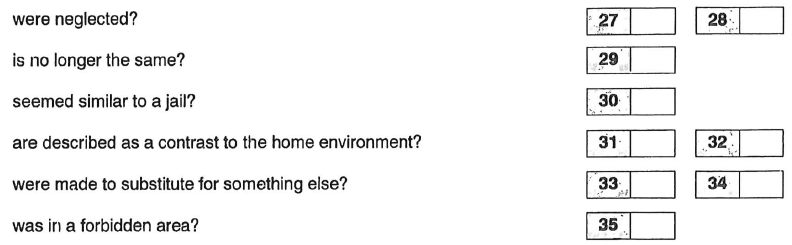 were neglected? 27 28
is no longer the same? 29
seemed similar to a jail? 30
are described as a contrast to the home environment? 31 32
were made to substitute for something else? 33 34
was in a forbidden area? 35